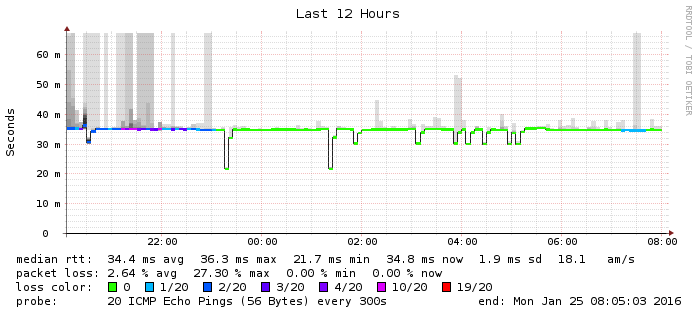 Last 12 Hours
RRDTOOL / TOBI OETIKER
Seconds
60 m
50 m
40 m
30 m
20 m
10 m
0
22:00 00:00 02:00 04:00 06:00 08:00
median rtt: 34.4 ms avg 36.3 ms max 21.7 ms min 34.8 ms now 1.9 ms sd 18.1 am/s
packet loss: 2.64 % avg 27.30 % max 0.00 % min 0.00 % now
loss color: 0 1/20 2/20 3/20 4/20 10/20 19/20
probe: 20 ICMP Echo Pings (56 Bytes) every 300s end: Mon Jan 25 08:05:03 2016